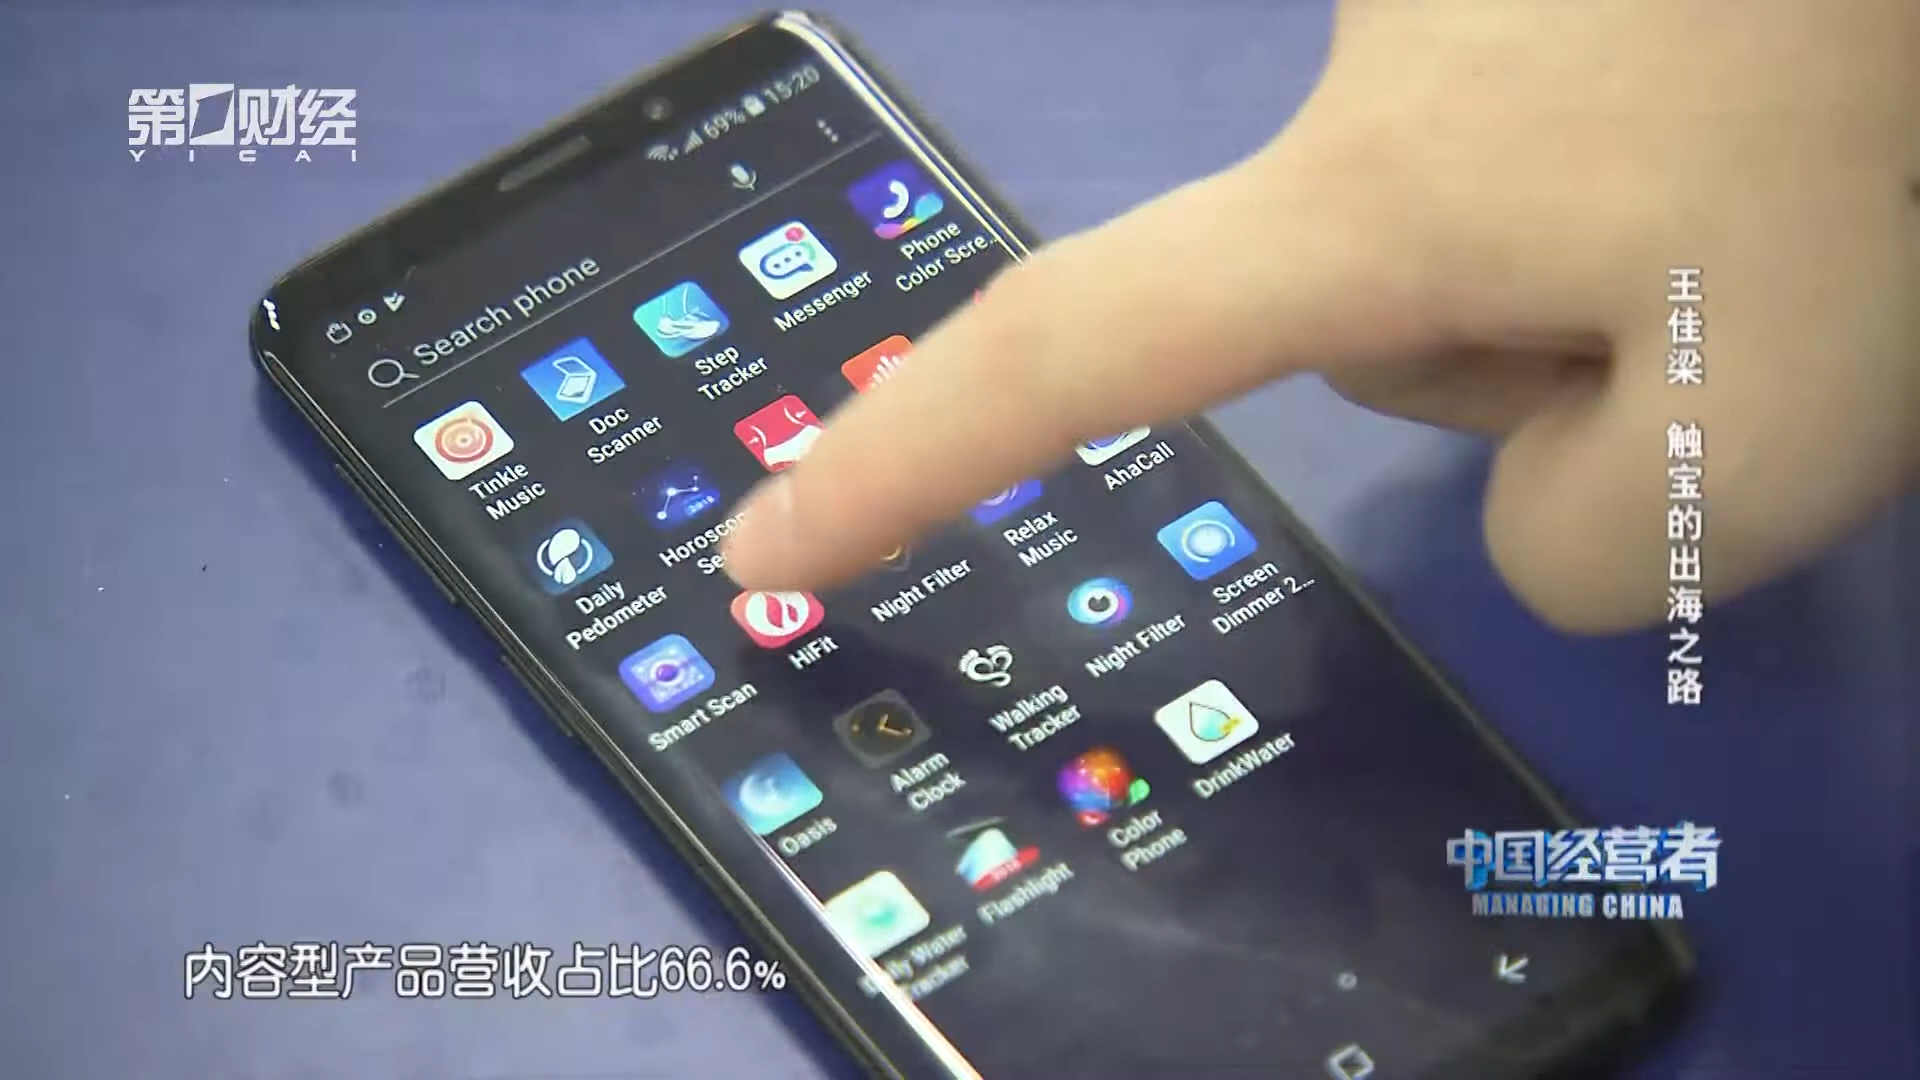 第一财经
YICAI
69% 15:20
Search phone
Phone
Color Scre...
Messenger
Step
Tracker
Doc
Scanner
Tinkle
Music
AhaCall
Relax
Music
Night Filter
Horosco
Se
Daily
Pedometer
Screen
Dimmer 2...
Night Filter
Walking
Tracker
HiFit
Smart Scan
DrinkWater
Color
Phone
Alarm
Clock
Oasis
Flashlight
Water
王佳梁 触宝的出海之路
中国经营者
MANAGING CHINA
内容型产品营收占比66.6%